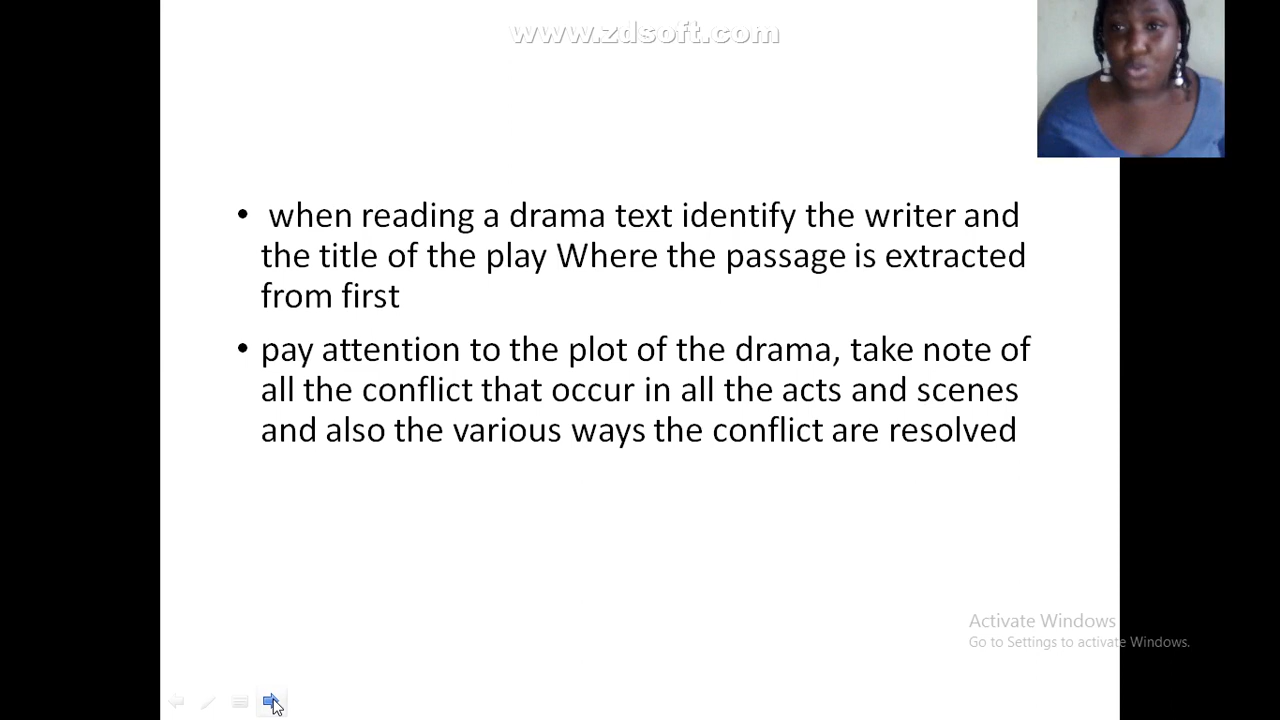 www.zdsoft.com
• when reading a drama text identify the writer and
the title of the play Where the passage is extracted
from first
• pay attention to the plot of the drama, take note of
all the conflict that occur in all the acts and scenes
and also the various ways the conflict are resolved
Activate Windows
Go to Settings to activate Windows.